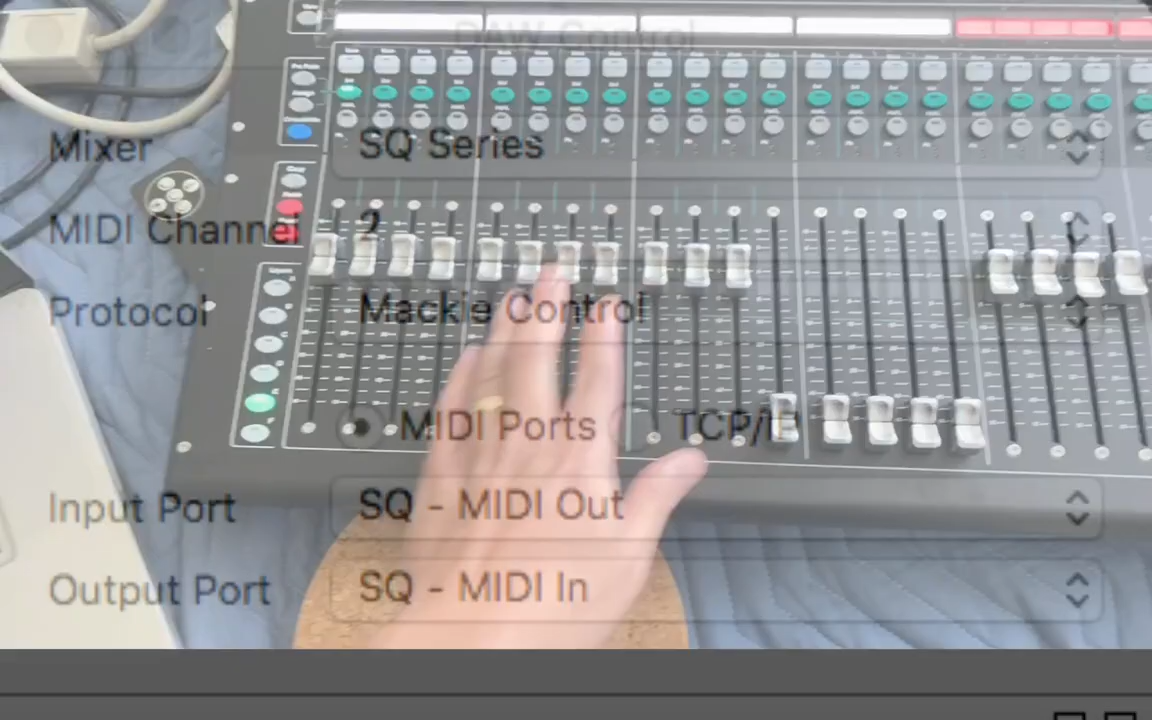 DAW Control
Mixer SQ Series
MIDI Channel 2
Protocol Mackie Control
MIDI Ports TCP/IP
Input Port SQ - MIDI Out
Output Port SQ - MIDI In